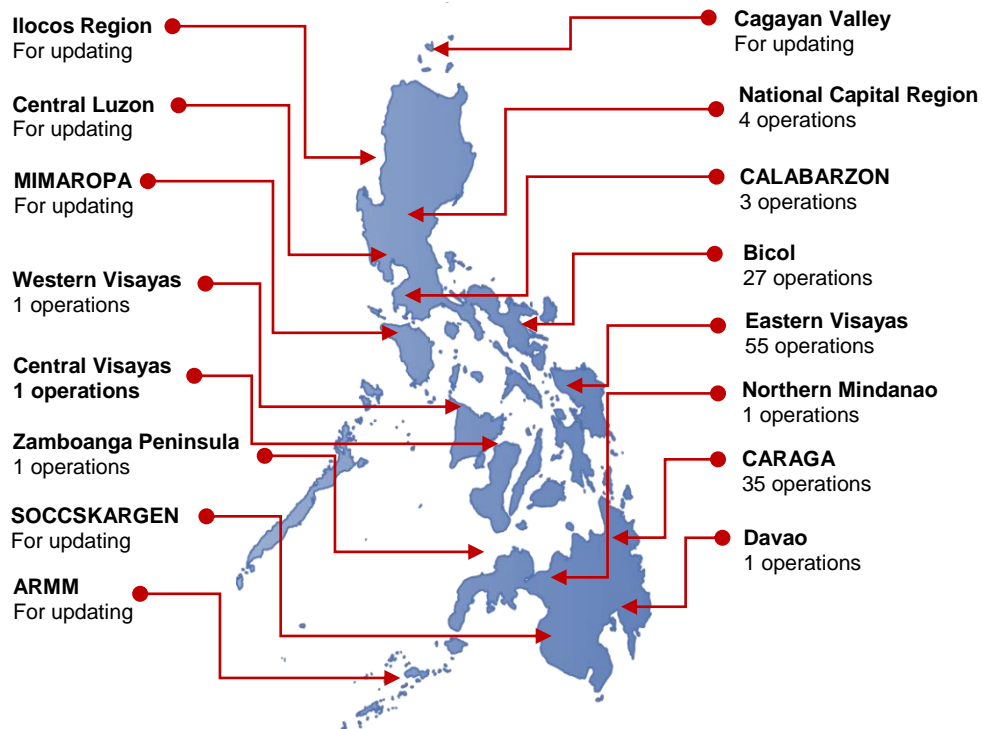 Ilocos Region
For updating
Central Luzon
For updating
MIMAROPA
For updating
Western Visayas
1 operations
Central Visayas
1 operations
Zamboanga Peninsula
1 operations
SOCCSKARGEN
For updating
ARMM
For updating
Cagayan Valley
For updating
National Capital Region
4 operations
CALABARZON
3 operations
Bicol
27 operations
Eastern Visayas
55 operations
Northern Mindanao
1 operations
CARAGA
35 operations
Davao
1 operations